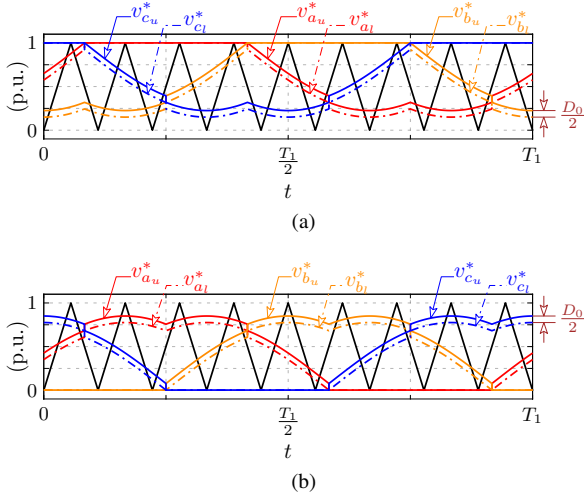 v*_{c_u} v*_{c_l} v*_{a_u} v*_{a_l} v*_{b_u} v*_{b_l}
1
(p.u.)
0
D_0/2
0 T_1/2 T_1
t
(a)
v*_{a_u} v*_{a_l} v*_{b_u} v*_{b_l} v*_{c_u} v*_{c_l}
1
(p.u.)
0
D_0/2
0 T_1/2 T_1
t
(b)